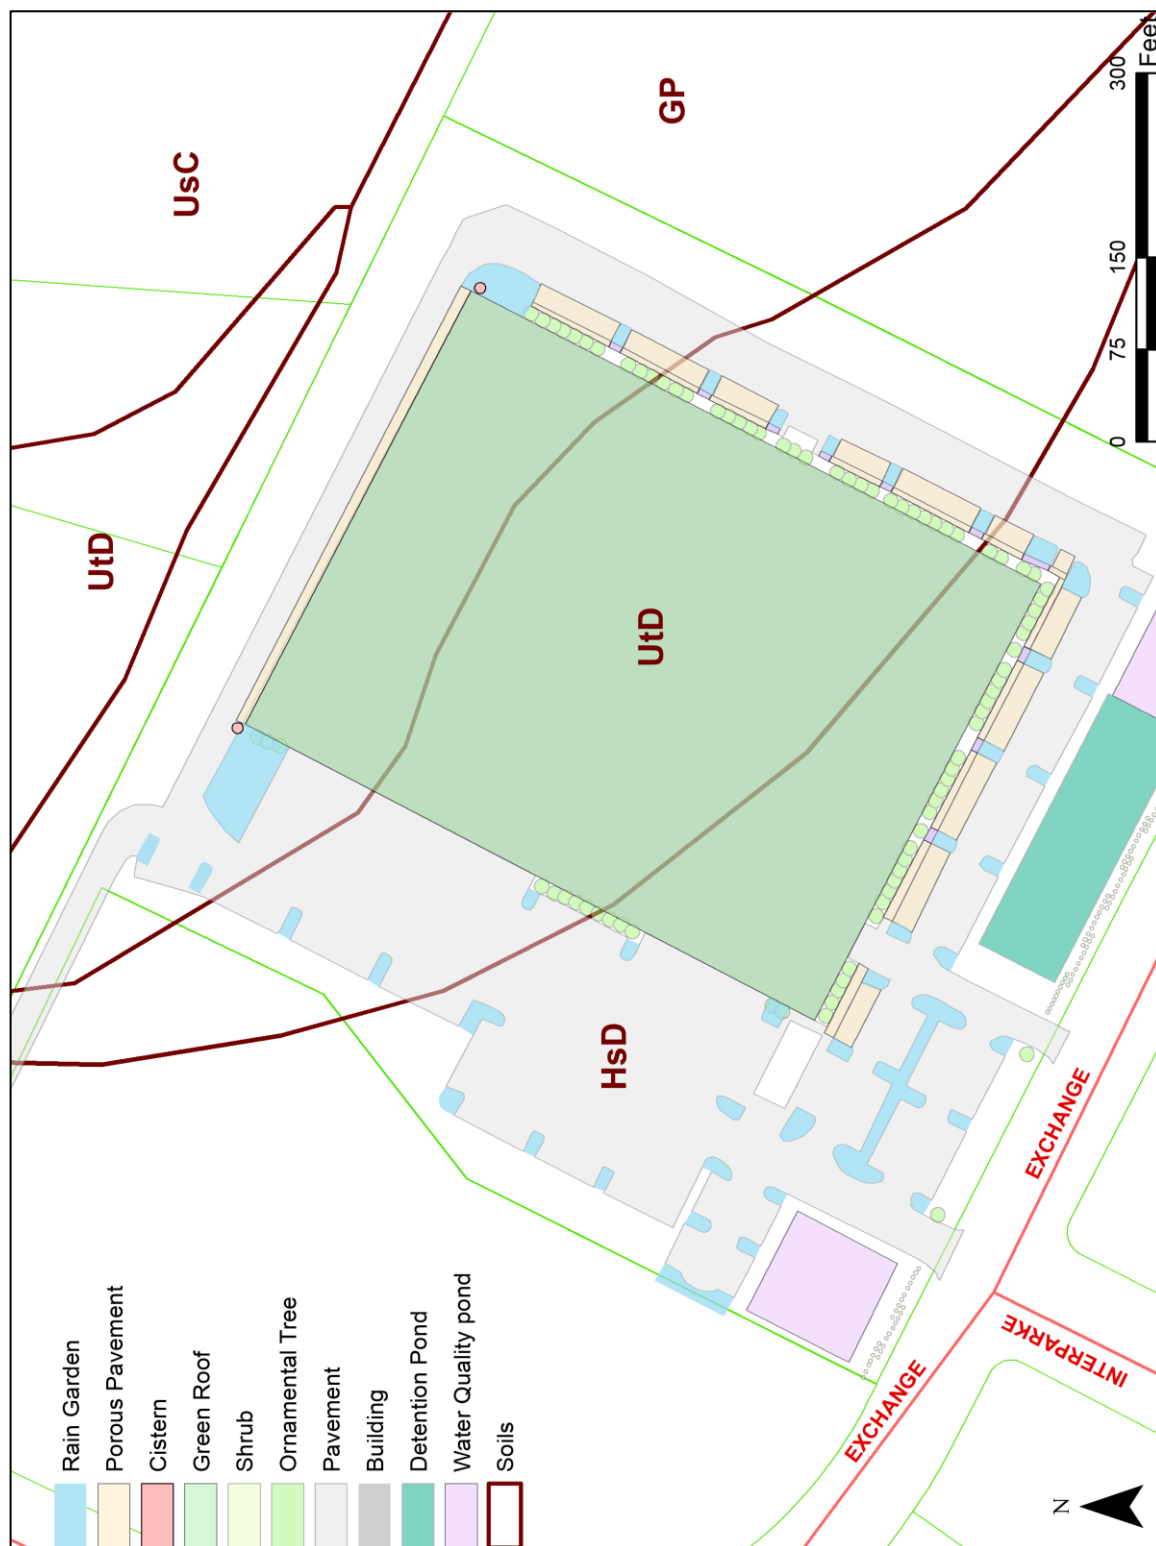 Rain Garden
Porous Pavement
Cistern
Green Roof
Shrub
Ornamental Tree
Pavement
Building
Detention Pond
Water Quality pond
Soils
UtD
UsC
GP
UtD
HsD
EXCHANGE
EXCHANGE
INTERPARKE
N
0 75 150 300
Feet